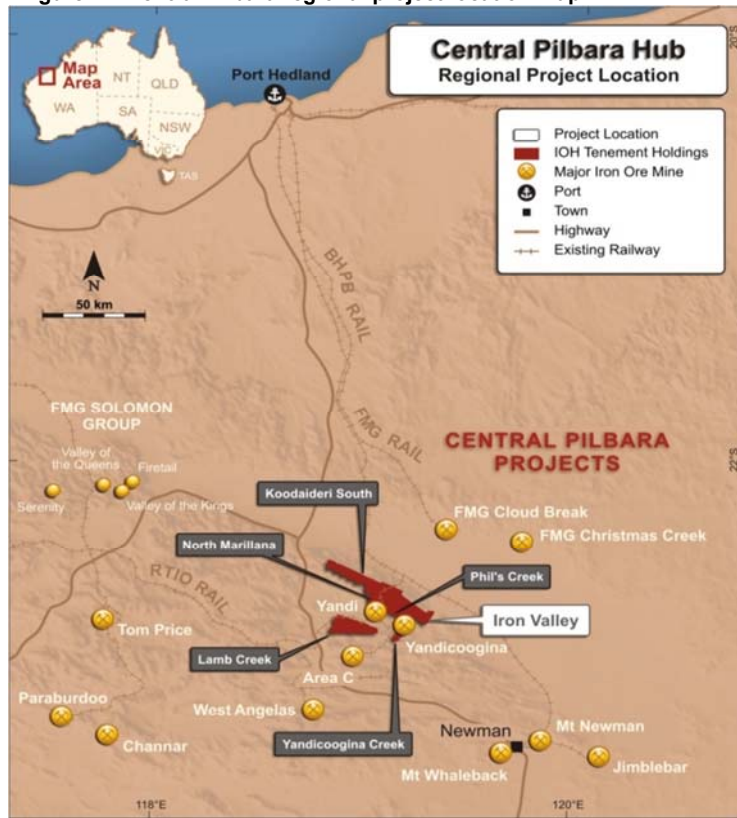 Central Pilbara Hub
Regional Project Location
Map
Area
NT
QLD
WA
SA
NSW
VIC
TAS
Port Hedland
20°S
Project Location
IOH Tenement Holdings
Major Iron Ore Mine
Port
Town
Highway
Existing Railway
N
50 km
BHPB RAIL
FMG RAIL
FMG SOLOMON
GROUP
Valley of
the Queens
Firetail
Serenity
Valley of the Kings
CENTRAL PILBARA
PROJECTS
22°S
Koodaideri South
FMG Cloud Break
FMG Christmas Creek
North Marillana
Phil's Creek
RTIO RAIL
Yandi
Iron Valley
Tom Price
Yandicoogina
Lamb Creek
Area C
Paraburdoo
West Angelas
Channar
Yandicoogina Creek
Newman
Mt Newman
Mt Whaleback
Jimblebar
118°E
120°E